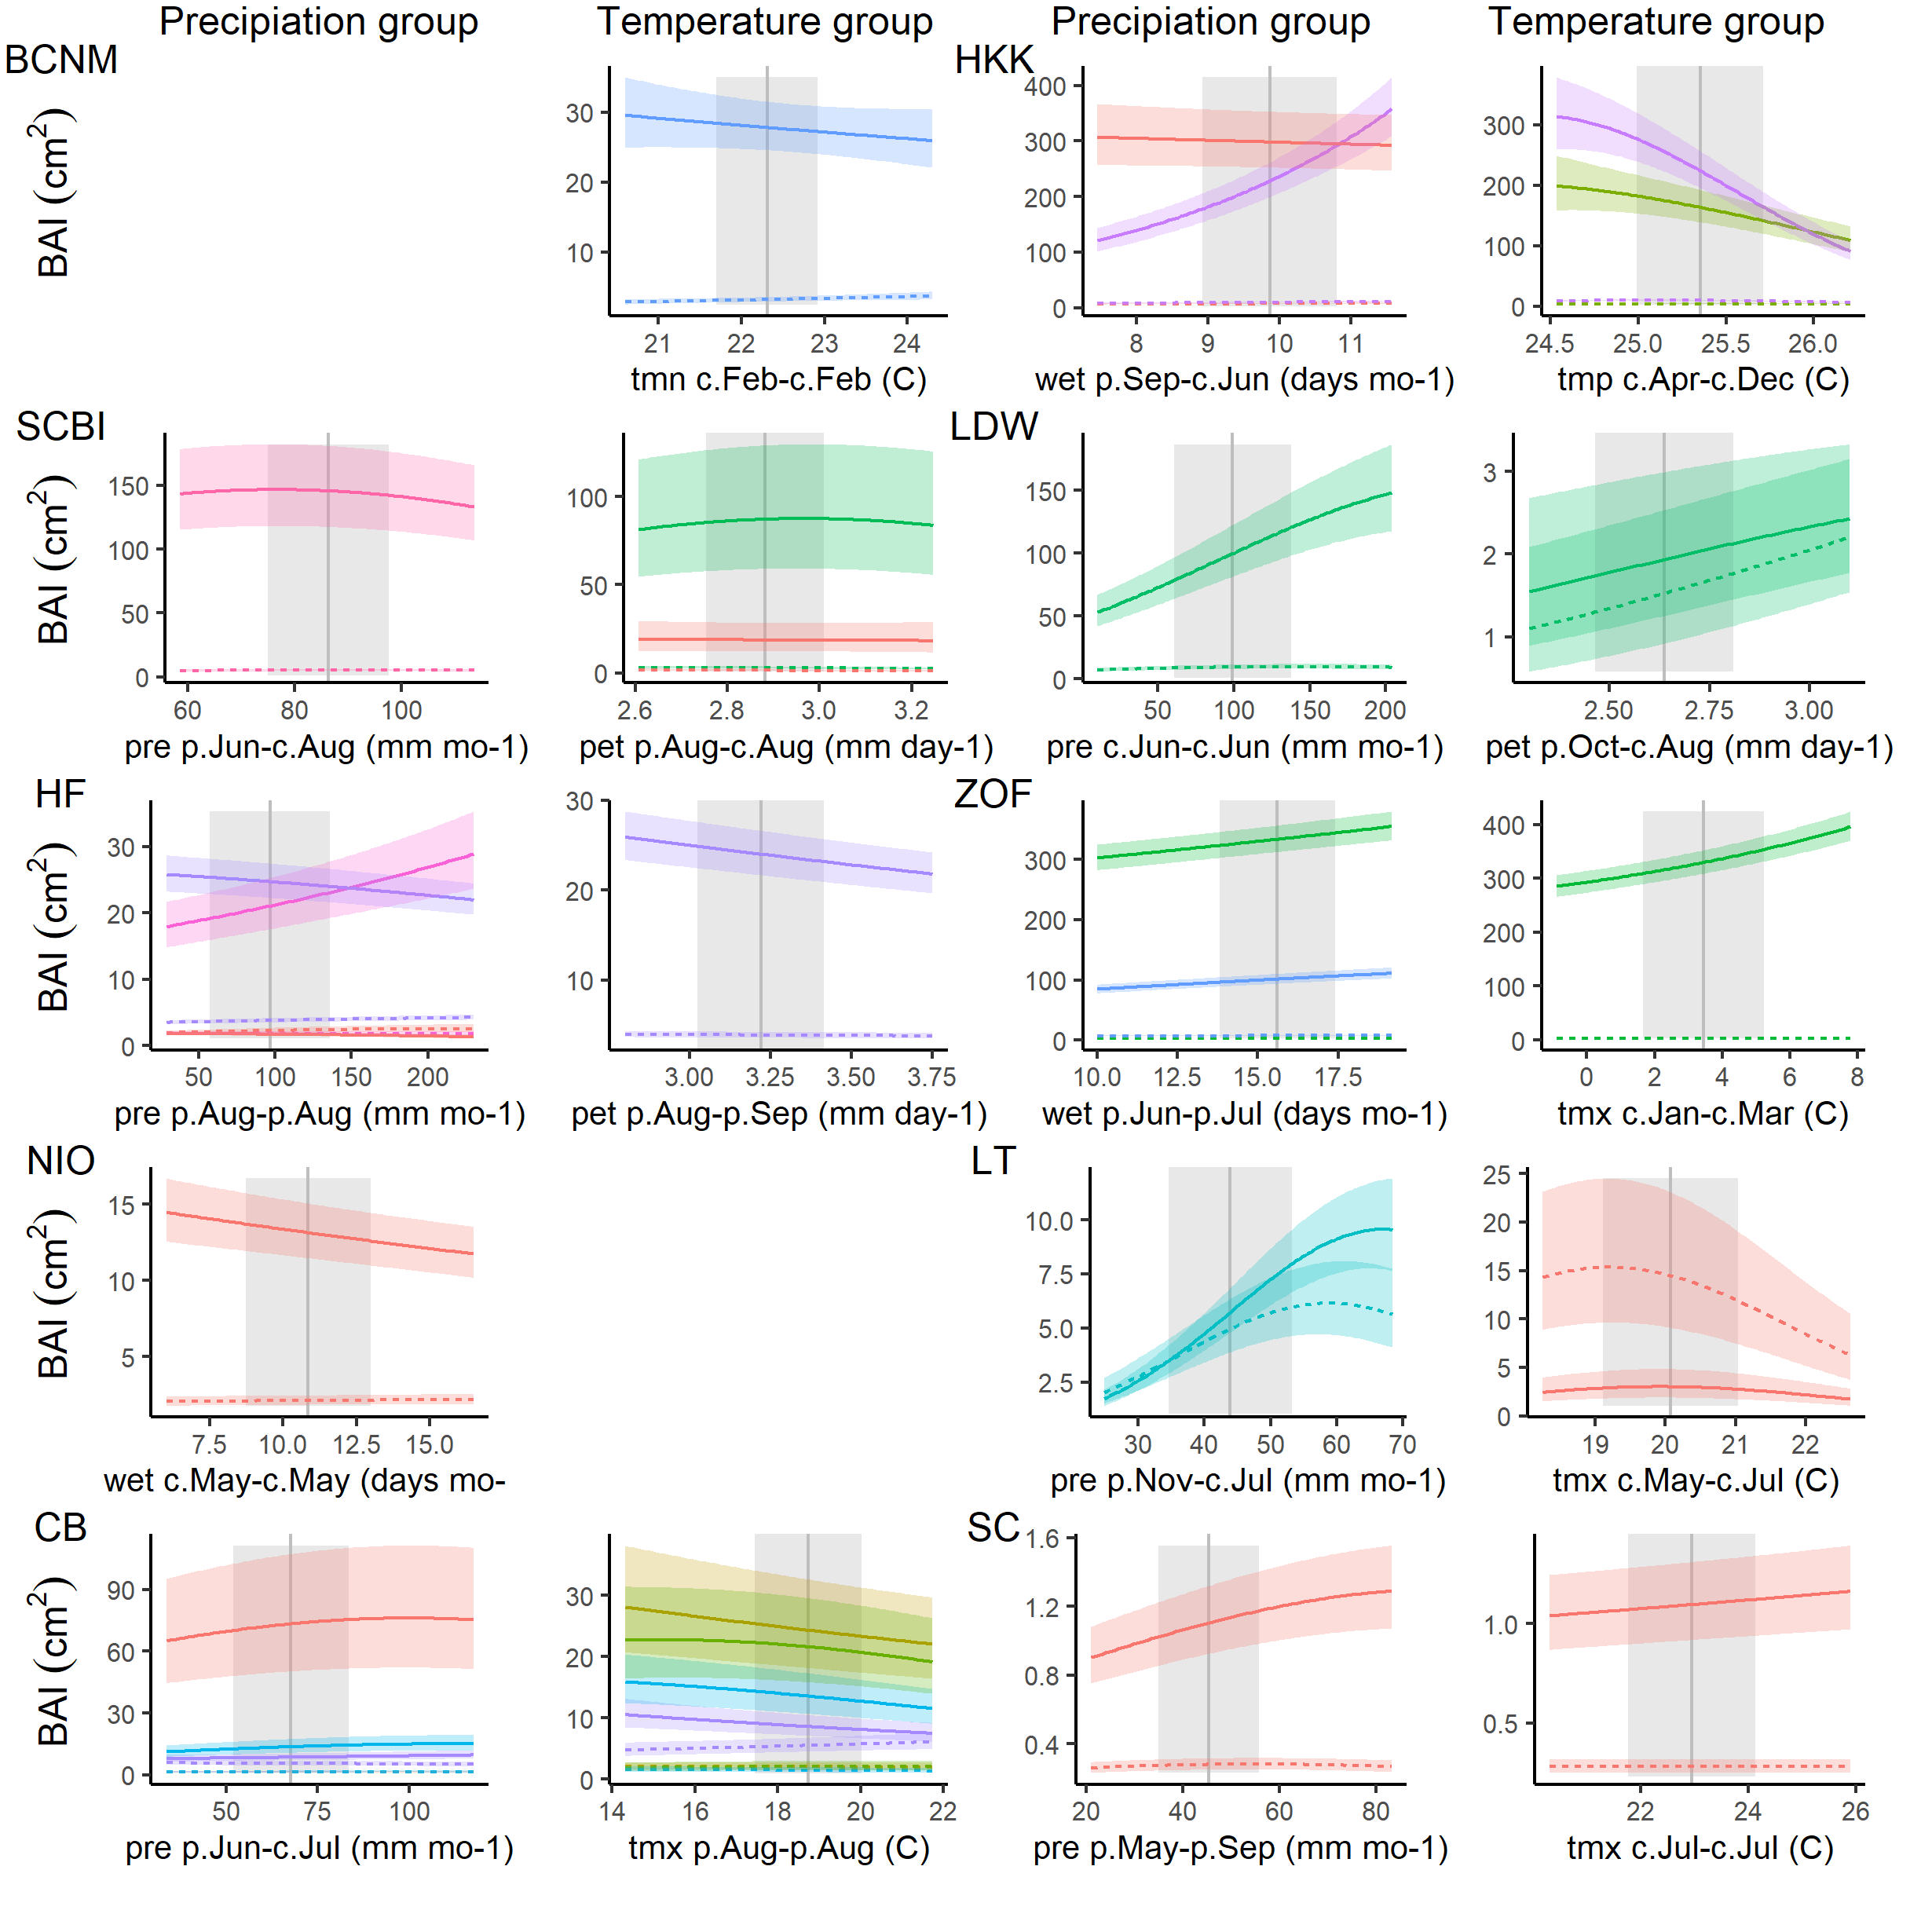 Precipiation group Temperature group Precipiation group Temperature group
BCNM HKK
BAI (cm2)
30
20
10
21 22 23 24
tmn c.Feb-c.Feb (C)
400
300
200
100
0
8 9 10 11
wet p.Sep-c.Jun (days mo-1)
300
200
100
0
24.5 25.0 25.5 26.0
tmp c.Apr-c.Dec (C)
SCBI LDW
BAI (cm2)
150
100
50
0
60 80 100
pre p.Jun-c.Aug (mm mo-1)
100
50
0
2.6 2.8 3.0 3.2
pet p.Aug-c.Aug (mm day-1)
150
100
50
0
50 100 150 200
pre c.Jun-c.Jun (mm mo-1)
3
2
1
2.50 2.75 3.00
pet p.Oct-c.Aug (mm day-1)
HF ZOF
BAI (cm2)
30
20
10
0
50 100 150 200
pre p.Aug-p.Aug (mm mo-1)
30
20
10
3.00 3.25 3.50 3.75
pet p.Aug-p.Sep (mm day-1)
300
200
100
0
10.0 12.5 15.0 17.5
wet p.Jun-p.Jul (days mo-1)
400
300
200
100
0
0 2 4 6 8
tmx c.Jan-c.Mar (C)
NIO LT
BAI (cm2)
15
10
5
7.5 10.0 12.5 15.0
wet c.May-c.May (days mo-
10.0
7.5
5.0
2.5
30 40 50 60 70
pre p.Nov-c.Jul (mm mo-1)
25
20
15
10
5
0
19 20 21 22
tmx c.May-c.Jul (C)
CB SC
BAI (cm2)
90
60
30
0
50 75 100
pre p.Jun-c.Jul (mm mo-1)
30
20
10
0
14 16 18 20 22
tmx p.Aug-p.Aug (C)
1.6
1.2
0.8
0.4
20 40 60 80
pre p.May-p.Sep (mm mo-1)
1.0
0.5
22 24 26
tmx c.Jul-c.Jul (C)